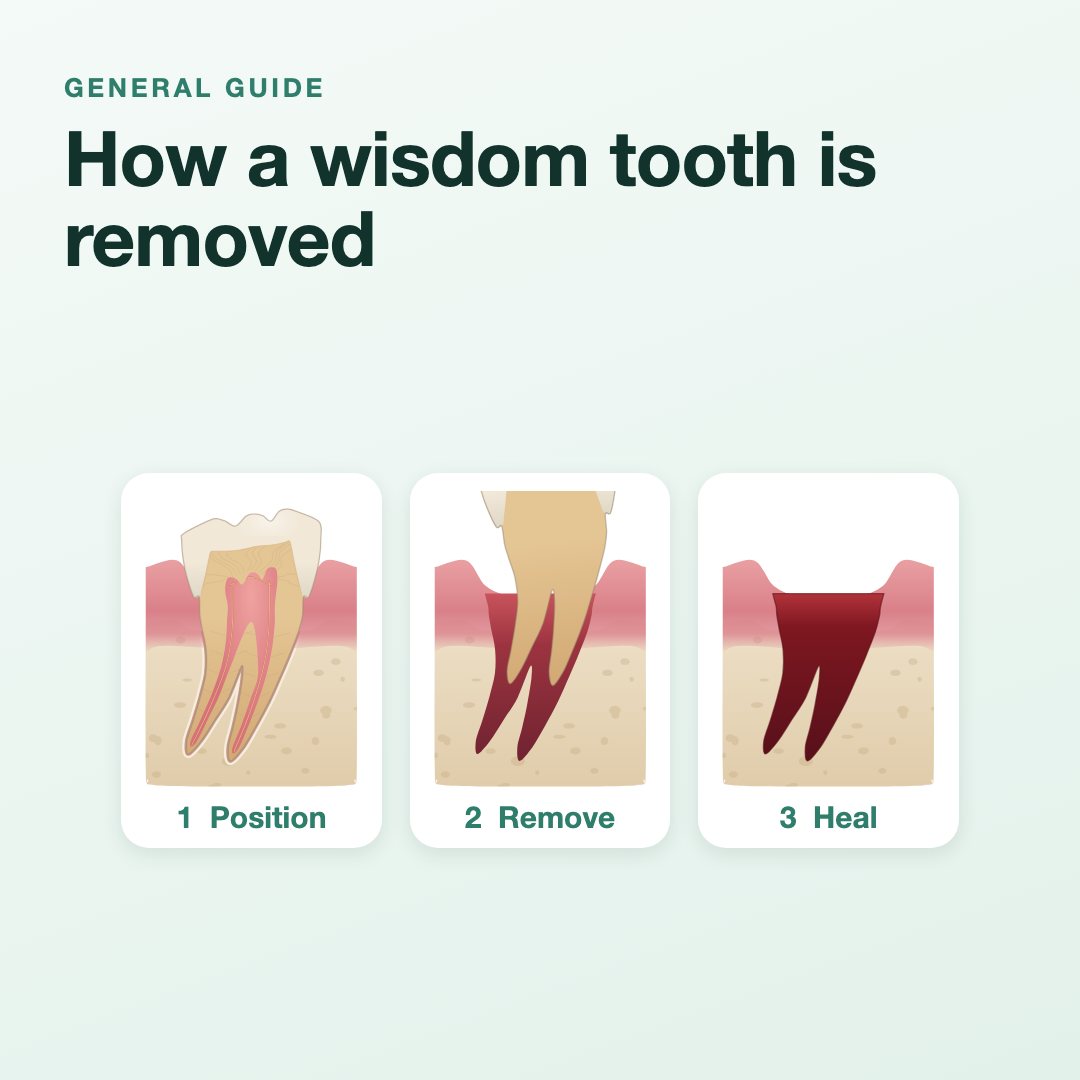 GENERAL GUIDE
How a wisdom tooth is
removed
1 Position
2 Remove
3 Heal